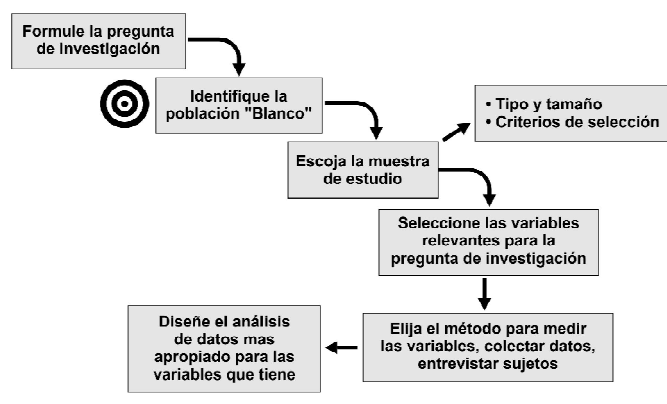 Formule la pregunta
de investigación
Identifique la
población "Blanco"
• Tipo y tamaño
• Criterios de selección
Escoja la muestra
de estudio
Seleccione las variables
relevantes para la
pregunta de investigación
Elija el método para medir
las variables, colectar datos,
entrevistar sujetos
Diseñe el análisis
de datos mas
apropiado para las
variables que tiene